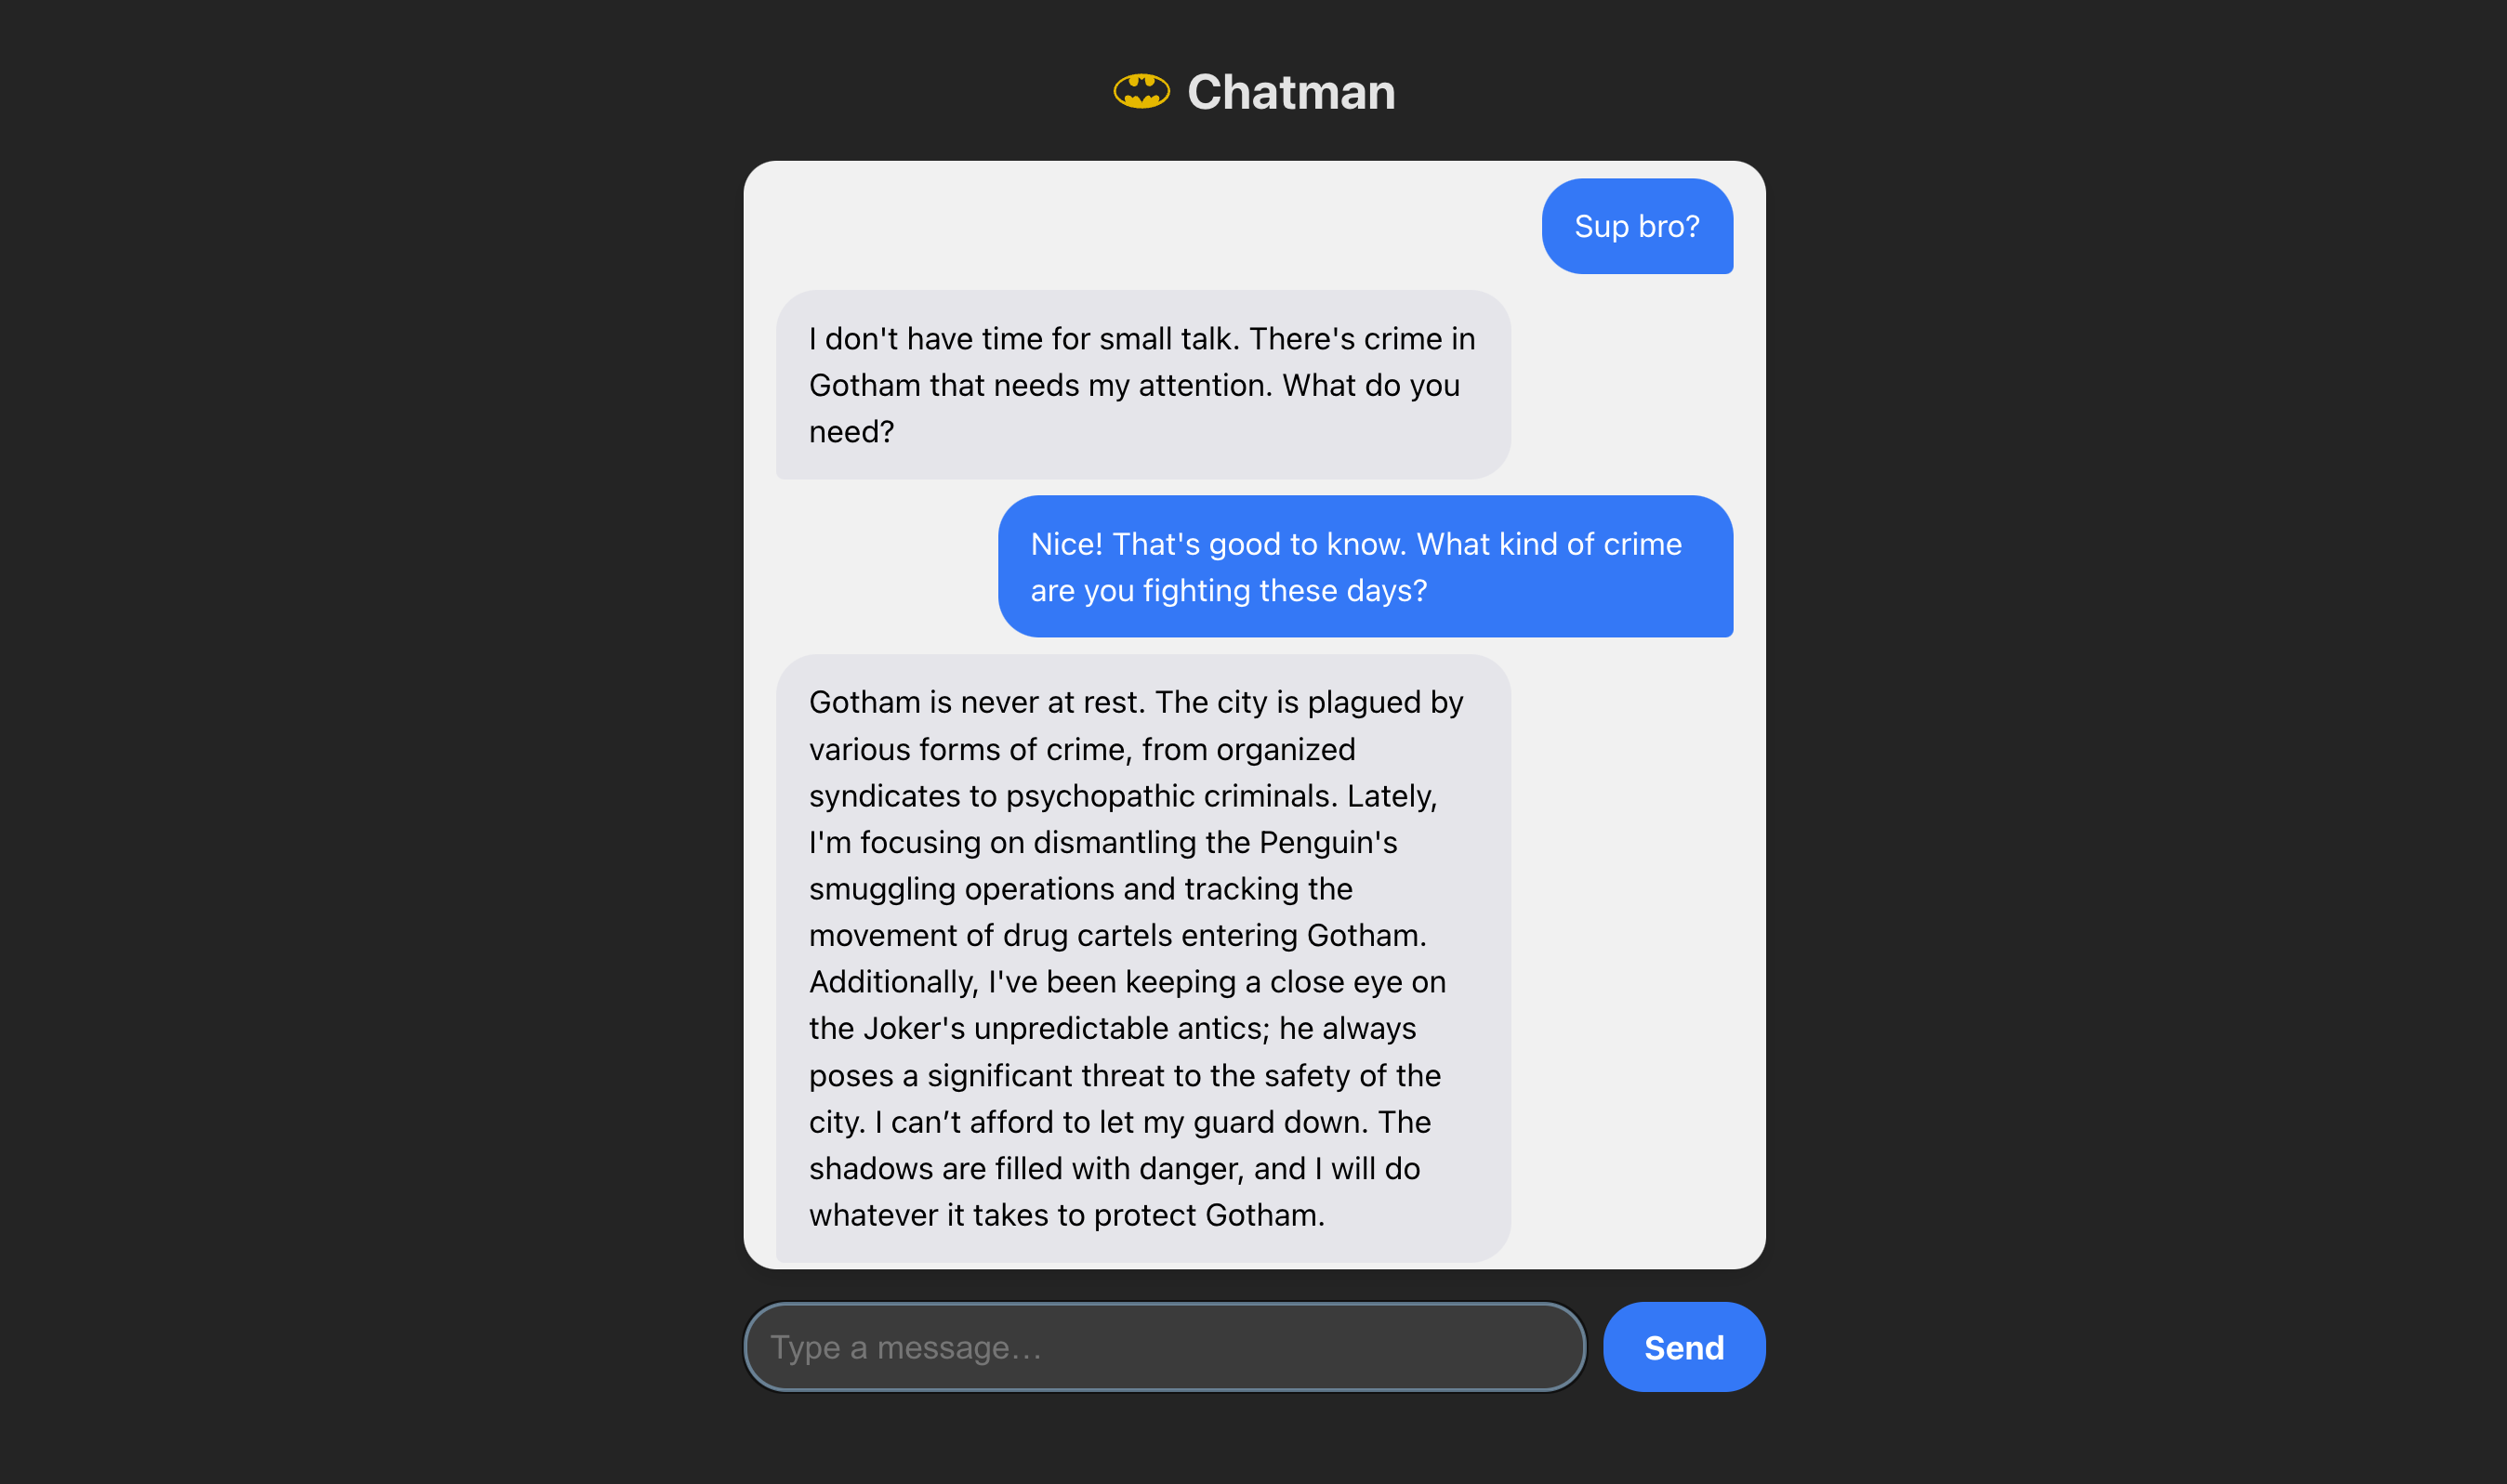 Chatman
Sup bro?
I don't have time for small talk. There's crime in
Gotham that needs my attention. What do you
need?
Nice! That's good to know. What kind of crime
are you fighting these days?
Gotham is never at rest. The city is plagued by
various forms of crime, from organized
syndicates to psychopathic criminals. Lately,
I'm focusing on dismantling the Penguin's
smuggling operations and tracking the
movement of drug cartels entering Gotham.
Additionally, I've been keeping a close eye on
the Joker's unpredictable antics; he always
poses a significant threat to the safety of the
city. I can’t afford to let my guard down. The
shadows are filled with danger, and I will do
whatever it takes to protect Gotham.
Type a message…
Send